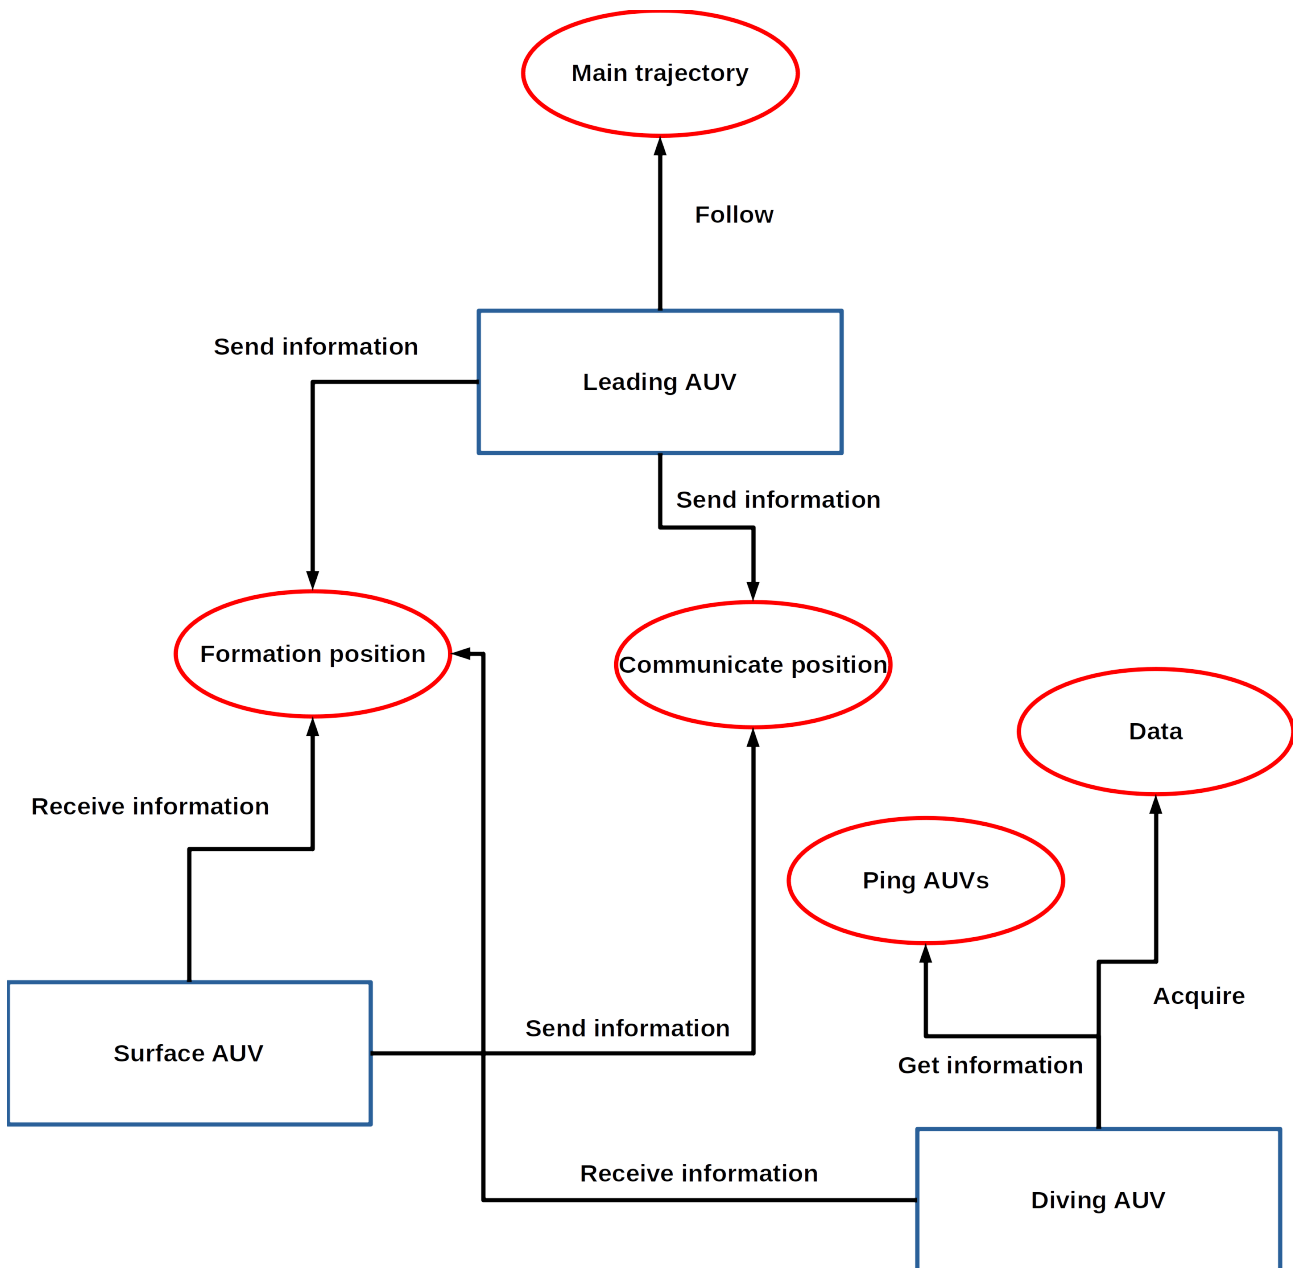 Main trajectory
Follow
Send information
Leading AUV
Send information
Formation position
Communicate position
Data
Receive information
Ping AUVs
Acquire
Send information
Surface AUV
Get information
Receive information
Diving AUV